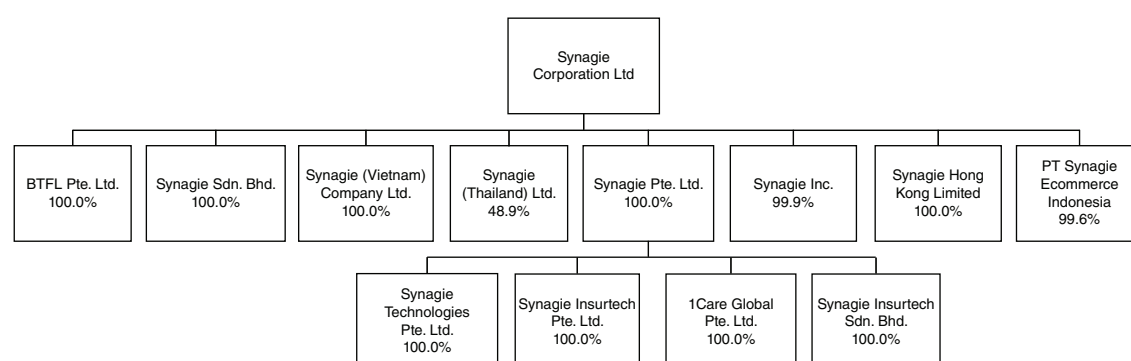 Synagie
Corporation Ltd
BTFL Pte. Ltd.
100.0%
Synagie Sdn. Bhd.
100.0%
Synagie (Vietnam)
Company Ltd.
100.0%
Synagie
(Thailand) Ltd.
48.9%
Synagie Pte. Ltd.
100.0%
Synagie Inc.
99.9%
Synagie Hong
Kong Limited
100.0%
PT Synagie
Ecommerce
Indonesia
99.6%
Synagie
Technologies
Pte. Ltd.
100.0%
Synagie Insurtech
Pte. Ltd.
100.0%
1Care Global
Pte. Ltd.
100.0%
Synagie Insurtech
Sdn. Bhd.
100.0%